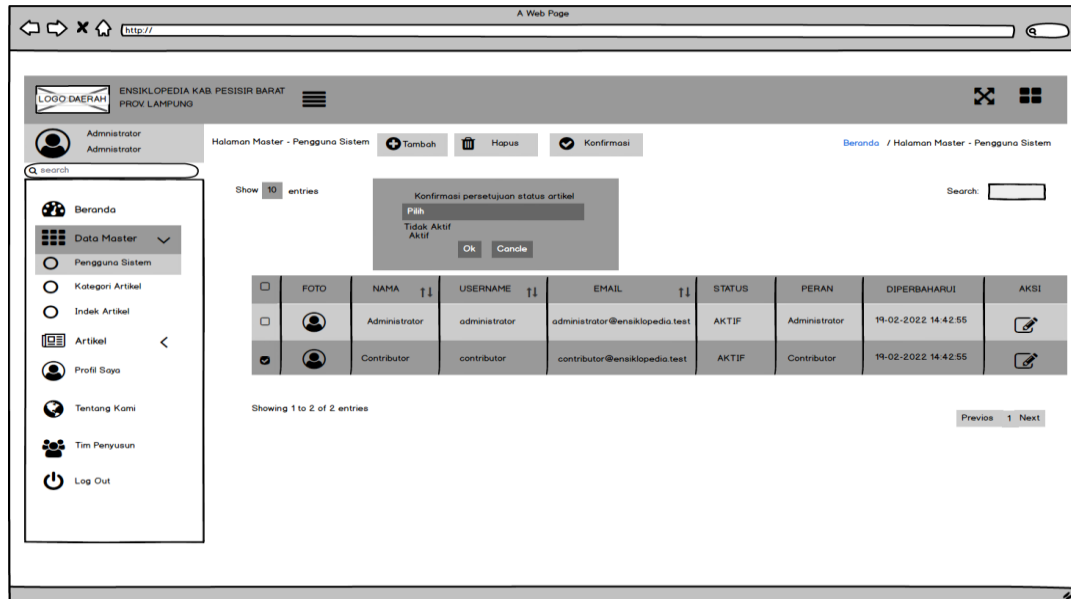 A Web Page
http://
LOGO DAERAH
ENSIKLOPEDIA KAB. PESISIR BARAT
PROV. LAMPUNG
Admnistrator
Admnistrator
search
Halaman Master - Pengguna Sistem
Tambah
Hapus
Konfirmasi
Beranda / Halaman Master - Pengguna Sistem
Beranda
Data Master
Pengguna Sistem
Kategori Artikel
Indek Artikel
Artikel
Profil Saya
Tentang Kami
Tim Penyusun
Log Out
Show 10 entries
Search:
Konfirmasi persetujuan status artikel
Pilih
Tidak Aktif
Aktif
Ok Cancle
FOTO NAMA USERNAME EMAIL STATUS PERAN DIPERBAHARUI AKSI
Administrator administrator administrator@ensiklopedia.test AKTIF Administrator 19-02-2022 14:42:55
Contributor contributor contributor@ensiklopedia.test AKTIF Contributor 19-02-2022 14:42:55
Showing 1 to 2 of 2 entries
Previos 1 Next